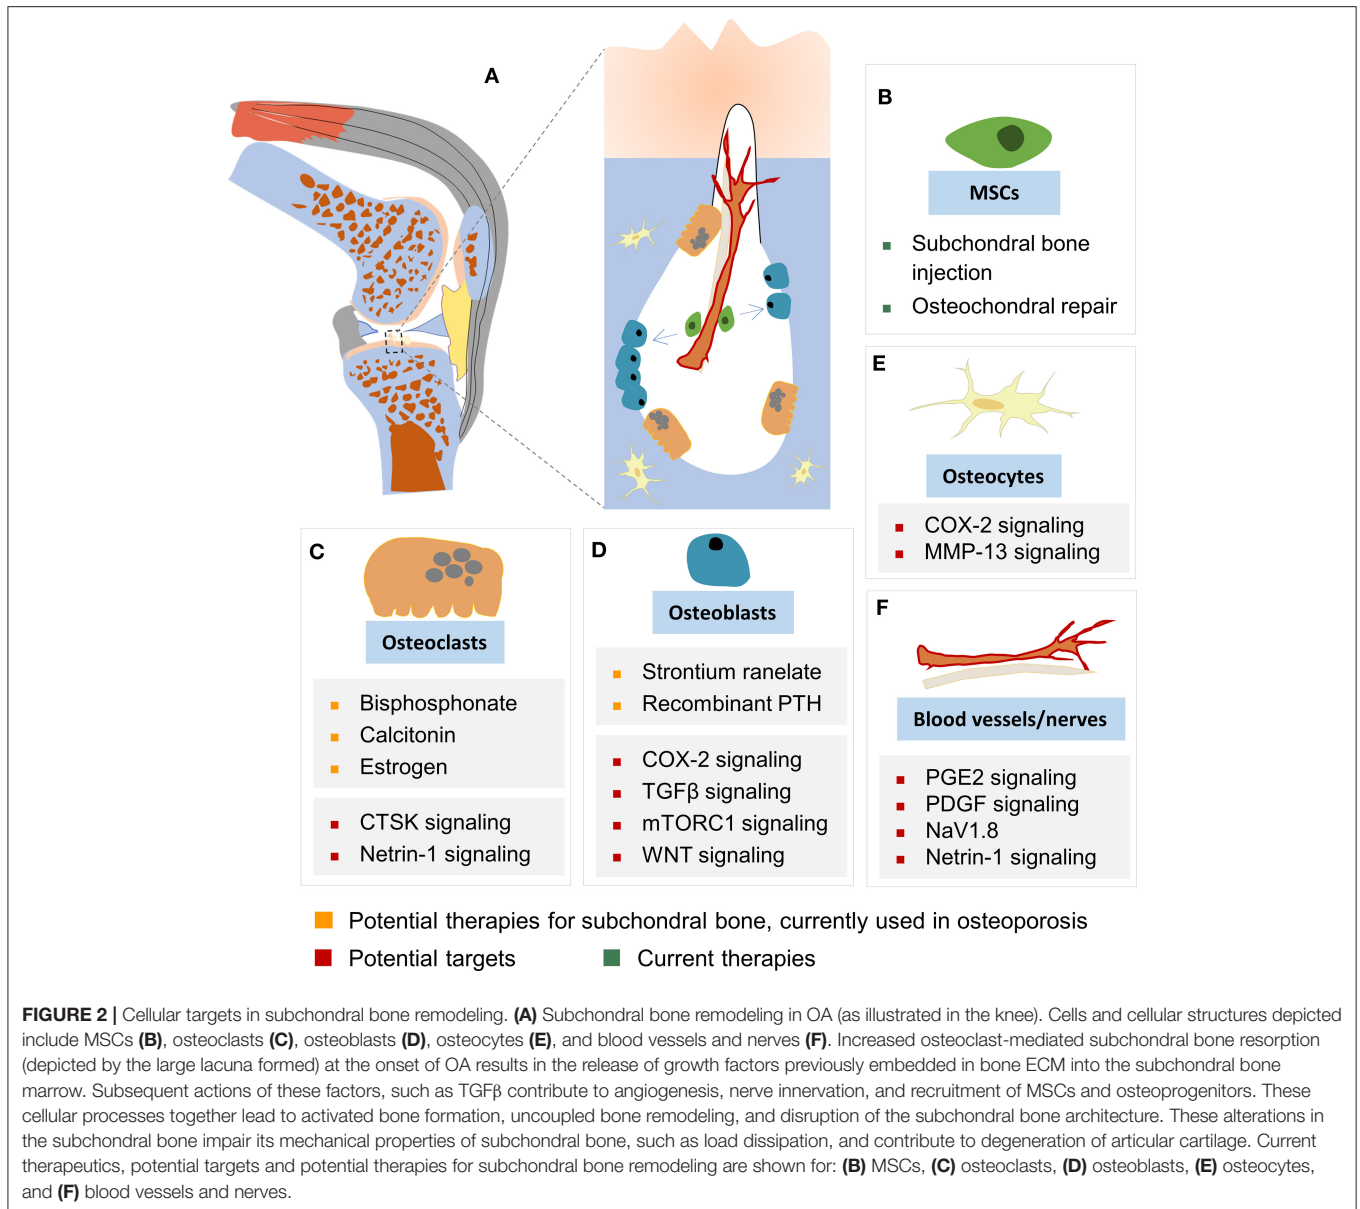 A
B
MSCs
Subchondral bone
injection
Osteochondral repair
E
Osteocytes
COX-2 signaling
MMP-13 signaling
C
Osteoclasts
Bisphosphonate
Calcitonin
Estrogen
CTSK signaling
Netrin-1 signaling
D
Osteoblasts
Strontium ranelate
Recombinant PTH
COX-2 signaling
TGFβ signaling
mTORC1 signaling
WNT signaling
F
Blood vessels/nerves
PGE2 signaling
PDGF signaling
NaV1.8
Netrin-1 signaling
Potential therapies for subchondral bone, currently used in osteoporosis
Potential targets
Current therapies
FIGURE 2 | Cellular targets in subchondral bone remodeling. (A) Subchondral bone remodeling in OA (as illustrated in the knee). Cells and cellular structures depicted
include MSCs (B), osteoclasts (C), osteoblasts (D), osteocytes (E), and blood vessels and nerves (F). Increased osteoclast-mediated subchondral bone resorption
(depicted by the large lacuna formed) at the onset of OA results in the release of growth factors previously embedded in bone ECM into the subchondral bone
marrow. Subsequent actions of these factors, such as TGFβ contribute to angiogenesis, nerve innervation, and recruitment of MSCs and osteoprogenitors. These
cellular processes together lead to activated bone formation, uncoupled bone remodeling, and disruption of the subchondral bone architecture. These alterations in
the subchondral bone impair its mechanical properties of subchondral bone, such as load dissipation, and contribute to degeneration of articular cartilage. Current
therapeutics, potential targets and potential therapies for subchondral bone remodeling are shown for: (B) MSCs, (C) osteoclasts, (D) osteoblasts, (E) osteocytes,
and (F) blood vessels and nerves.